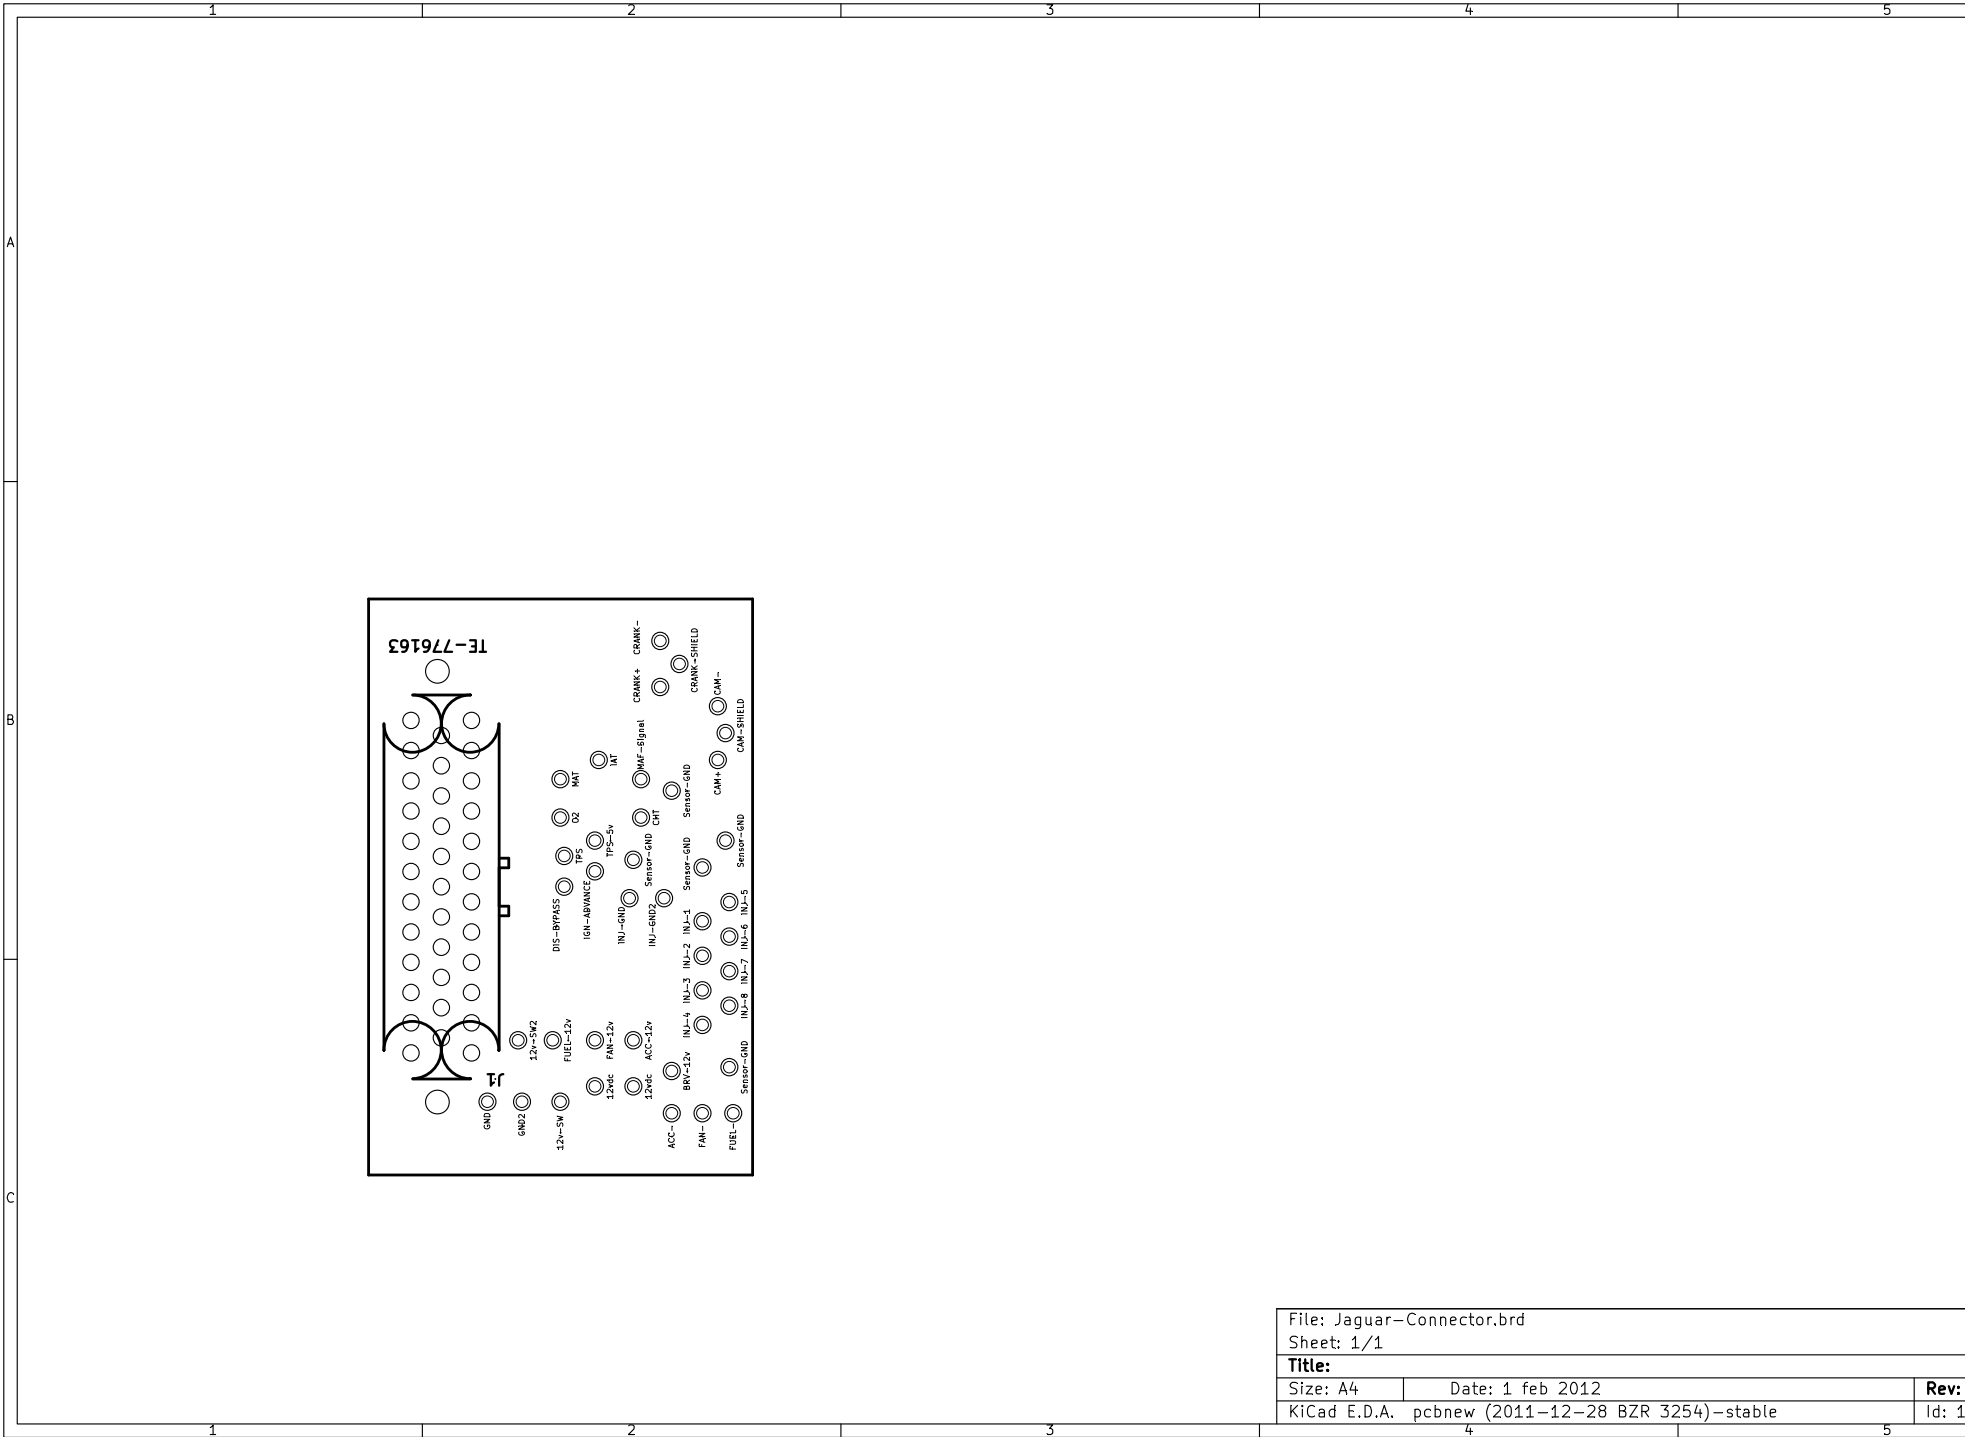 1 2 3 4 5
A
B
C
TE-776163
CRANK-
CRANK-SHIELD
CRANK+
CAM-
CAM-SHIELD
CAM+
MAF-Signal
IAT
MAT
Sensor-GND
O2
CHT
TPS-5v
TPS
Sensor-GND
Sensor-GND
Sensor-GND
DIS-BYPASS
IGN-ADVANCE
INJ-GND
INJ-GND2
INJ-1
INJ-5
INJ-2
INJ-6
INJ-3
INJ-7
INJ-4
INJ-8
12v-SW2
FUEL-12v
FAN-12v
ACC-12v
BRV-12v
Sensor-GND
J1
12vdc
12vdc
GND
GND2
12v-SW
ACC-
FAN-
FUEL-
File: Jaguar-Connector.brd
Sheet: 1/1
Title:
Size: A4 Date: 1 feb 2012 Rev:
KiCad E.D.A. pcbnew (2011-12-28 BZR 3254)-stable Id: 1
1 2 4 5